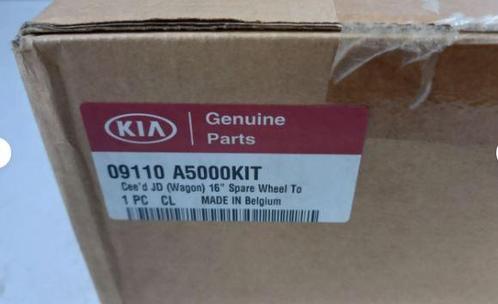 KIA
Genuine
Parts
09110 A5000KIT
Cee'd JD (Wagon) 16" Spare Wheel To
1 PC CL MADE IN Belgium